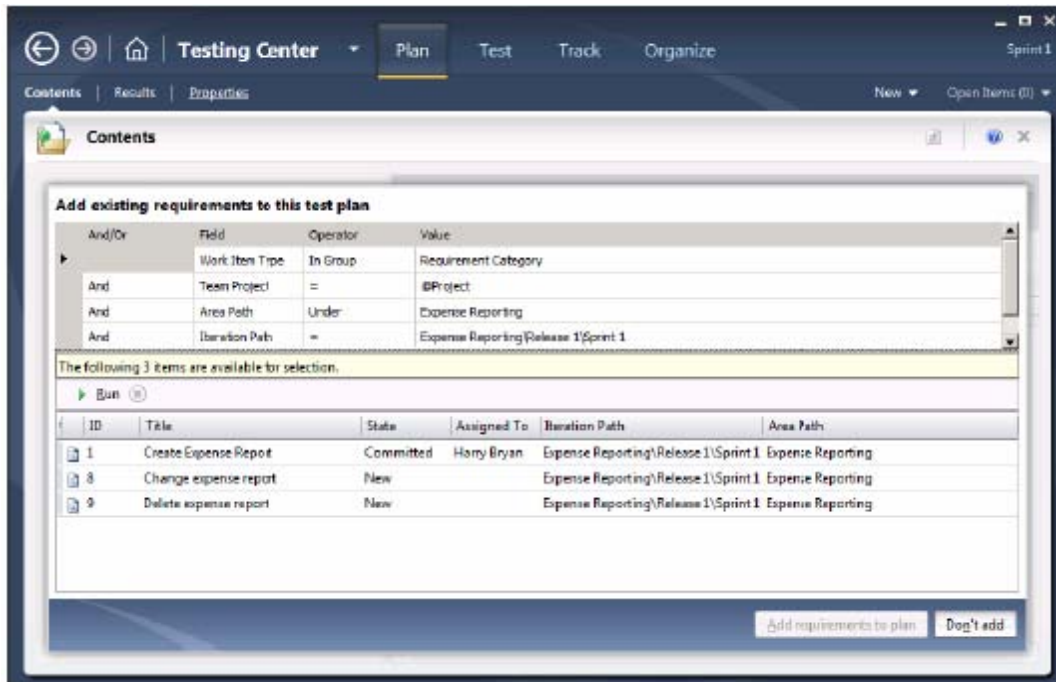 Testing Center Plan Test Track Organize Sprint 1
Contents | Results | Properties New Open Items (0)
Contents
Add existing requirements to this test plan
And/Or Field Operator Value
Work Item Type In Group Requirement Category
And Team Project = @Project
And Area Path Under Expense Reporting
And Iteration Path = Expense Reporting\Release 1\Sprint 1
The following 3 items are available for selection.
Run
ID Title State Assigned To Iteration Path Area Path
1 Create Expense Report Committed Harry Bryan Expense Reporting\Release 1\Sprint 1 Expense Reporting
8 Change expense report New Expense Reporting\Release 1\Sprint 1 Expense Reporting
9 Delete expense report New Expense Reporting\Release 1\Sprint 1 Expense Reporting
Add requirements to plan Don't add